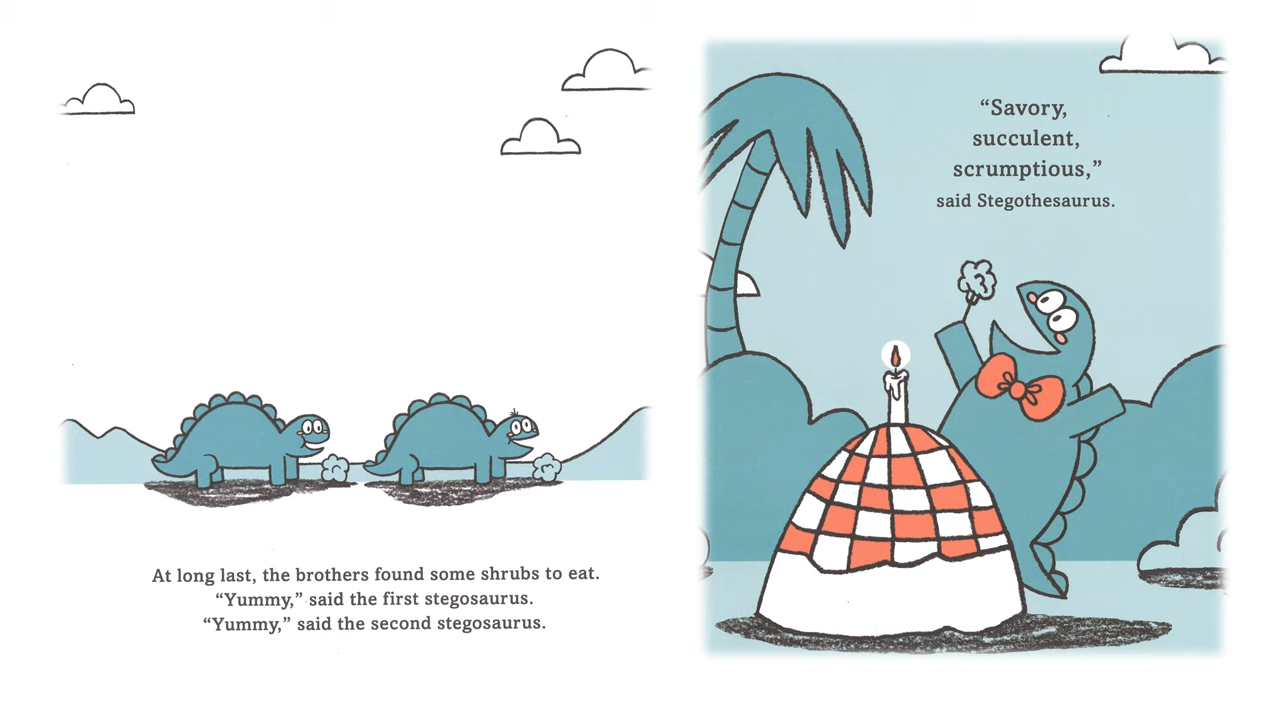 At long last, the brothers found some shrubs to eat.
“Yummy,” said the first stegosaurus.
“Yummy,” said the second stegosaurus.
“Savory,
succulent,
scrumptious,”
said Stegothesaurus.